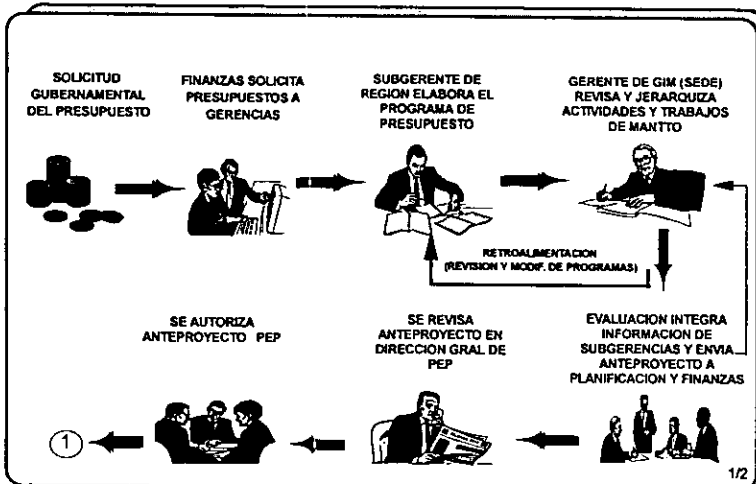 SOLICITUD
GUBERNAMENTAL
DEL PRESUPUESTO
FINANZAS SOLICITA
PRESUPUESTOS A
GERENCIAS
SUBGERENTE DE
REGION ELABORA EL
PROGRAMA DE
PRESUPUESTO
GERENTE DE GIM (SEDE)
REVISA Y JERARQUIZA
ACTIVIDADES Y TRABAJOS
DE MANTTO
RETROALIMENTACION
(REVISION Y MODIF. DE PROGRAMAS)
EVALUACION INTEGRA
INFORMACION DE
SUBGERENCIAS Y ENVIA
ANTEPROYECTO A
PLANIFICACION Y FINANZAS
SE REVISA
ANTEPROYECTO EN
DIRECCION GRAL DE
PEP
SE AUTORIZA
ANTEPROYECTO PEP
1
1/2